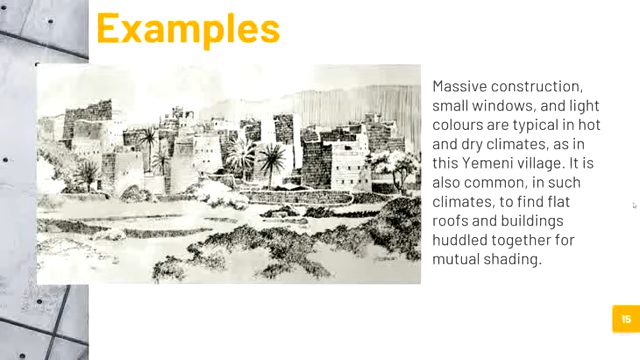 Examples
Massive construction,
small windows, and light
colours are typical in hot
and dry climates, as in
this Yemeni village. It is
also common, in such
climates, to find flat
roofs and buildings
huddled together for
mutual shading.
15